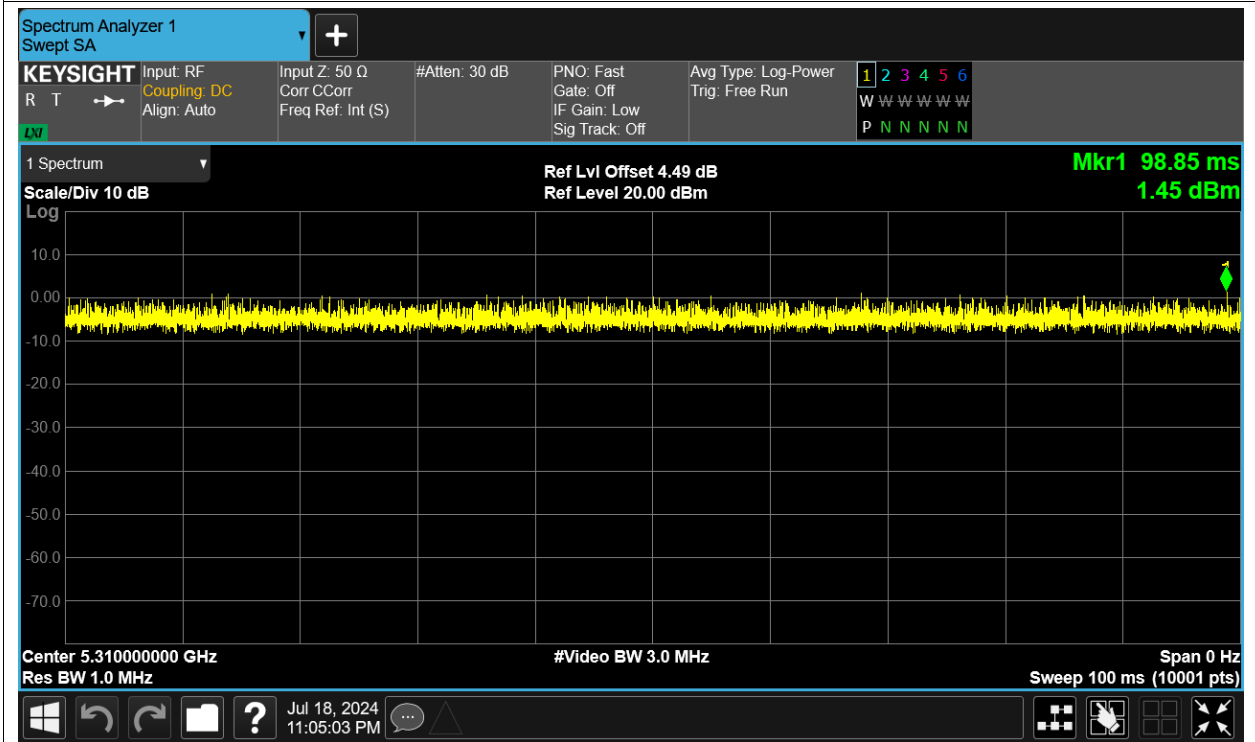 Spectrum Analyzer 1
Swept SA
+
KEYSIGHT
R T
LXI
Input: RF
Coupling: DC
Align: Auto
Input Z: 50 Ω
Corr CCorr
Freq Ref: Int (S)
#Atten: 30 dB
PNO: Fast
Gate: Off
IF Gain: Low
Sig Track: Off
Avg Type: Log-Power
Trig: Free Run
1 2 3 4 5 6
W W W W W W
P N N N N N
1 Spectrum
Scale/Div 10 dB
Log
Ref Lvl Offset 4.49 dB
Ref Level 20.00 dBm
Mkr1 98.85 ms
1.45 dBm
10.0
0.00
-10.0
-20.0
-30.0
-40.0
-50.0
-60.0
-70.0
1
Center 5.310000000 GHz
Res BW 1.0 MHz
#Video BW 3.0 MHz
Span 0 Hz
Sweep 100 ms (10001 pts)
?
Jul 18, 2024
11:05:03 PM